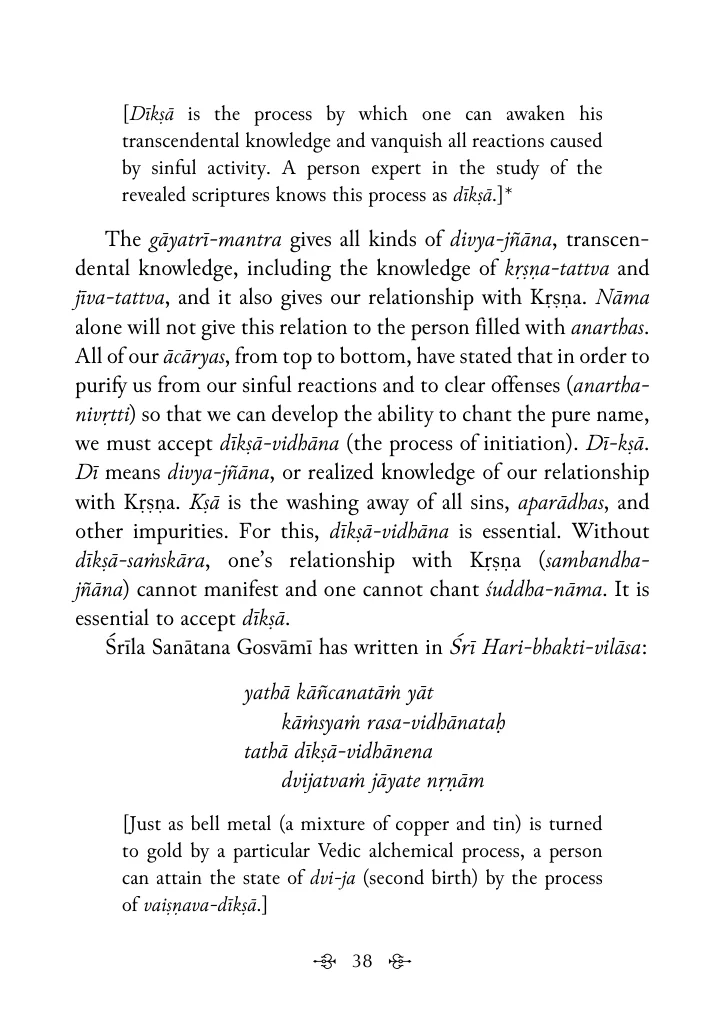 [Dīkṣā is the process by which one can awaken his
transcendental knowledge and vanquish all reactions caused
by sinful activity. A person expert in the study of the
revealed scriptures knows this process as dīkṣā.]*
The gāyatrī-mantra gives all kinds of divya-jñāna, transcen-
dental knowledge, including the knowledge of kṛṣṇa-tattva and
jīva-tattva, and it also gives our relationship with Kṛṣṇa. Nāma
alone will not give this relation to the person filled with anarthas.
All of our ācāryas, from top to bottom, have stated that in order to
purify us from our sinful reactions and to clear offenses (anartha-
nivṛtti) so that we can develop the ability to chant the pure name,
we must accept dīkṣā-vidhāna (the process of initiation). Dī-kṣā.
Dī means divya-jñāna, or realized knowledge of our relationship
with Kṛṣṇa. Kṣā is the washing away of all sins, aparādhas, and
other impurities. For this, dīkṣā-vidhāna is essential. Without
dīkṣā-saṁskāra, one’s relationship with Kṛṣṇa (sambandha-
jñāna) cannot manifest and one cannot chant śuddha-nāma. It is
essential to accept dīkṣā.
Śrīla Sanātana Gosvāmī has written in Śrī Hari-bhakti-vilāsa:
yathā kāñcanatāṁ yāt
kāṁsyaṁ rasa-vidhānataḥ
tathā dīkṣā-vidhānena
dvijatvaṁ jāyate nṛṇām
[Just as bell metal (a mixture of copper and tin) is turned
to gold by a particular Vedic alchemical process, a person
can attain the state of dvi-ja (second birth) by the process
of vaiṣṇava-dīkṣā.]
38